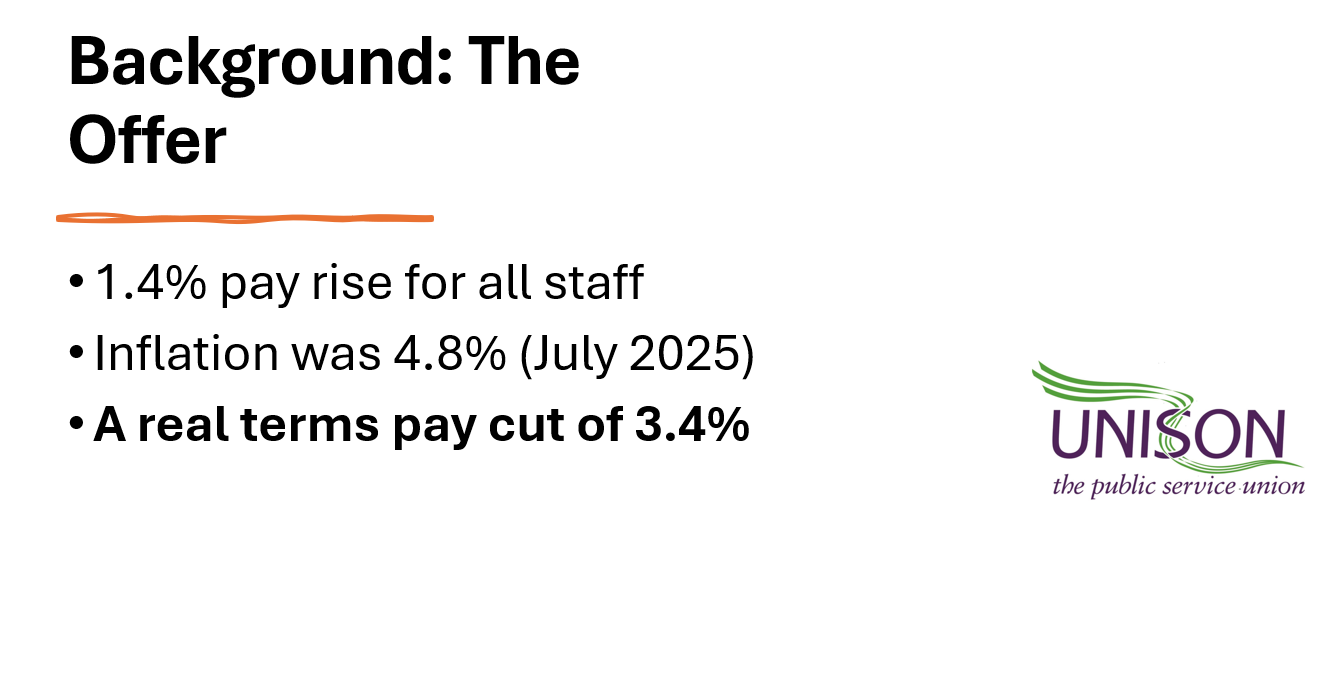 Background: The
Offer
• 1.4% pay rise for all staff
• Inflation was 4.8% (July 2025)
• A real terms pay cut of 3.4%
UNISON
the public service union